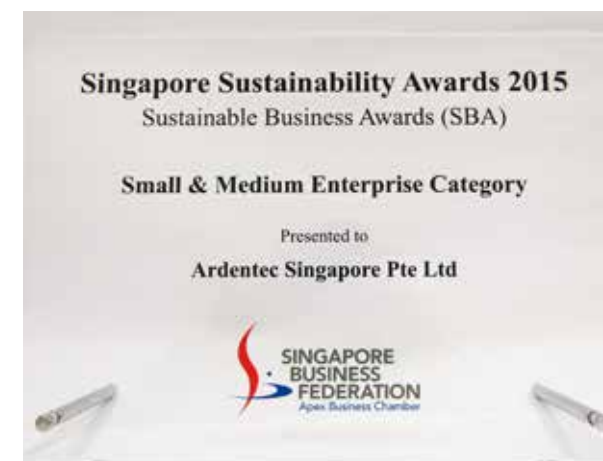 Singapore Sustainability Awards 2015
Sustainable Business Awards (SBA)
Small & Medium Enterprise Category
Presented to
Ardentec Singapore Pte Ltd
SINGAPORE
BUSINESS
FEDERATION
Apex Business Chamber